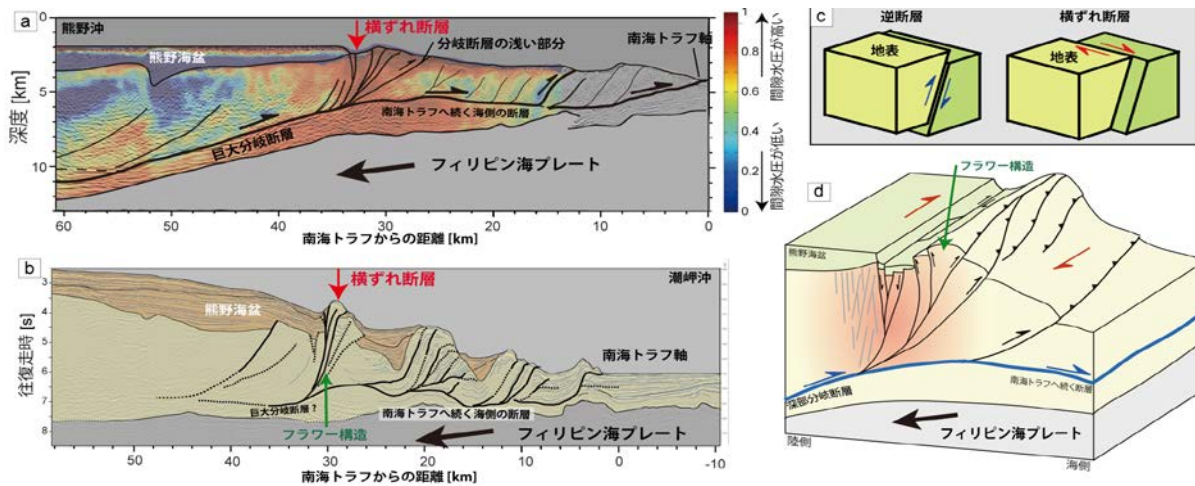 a
熊野沖
横ずれ断層
分岐断層の浅い部分
南海トラフ軸
熊野海盆
巨大分岐断層
南海トラフへ続く海側の断層
フィリピン海プレート
深度 [km]
0
5
10
60
50
40
30
20
10
0
南海トラフからの距離 [km]
1
0.8
0.6
0.4
0.2
0
間隙水圧が高い
間隙水圧が低い
b
潮岬沖
横ずれ断層
熊野海盆
南海トラフ軸
巨大分岐断層?
南海トラフへ続く海側の断層
フラワー構造
フィリピン海プレート
往復走時 [s]
3
4
5
6
7
8
50
40
30
20
10
0
-10
南海トラフからの距離 [km]
c
逆断層
横ずれ断層
地表
地表
d
フラワー構造
熊野海盆
深部分岐断層
南海トラフへ続く断層
フィリピン海プレート
陸側
海側